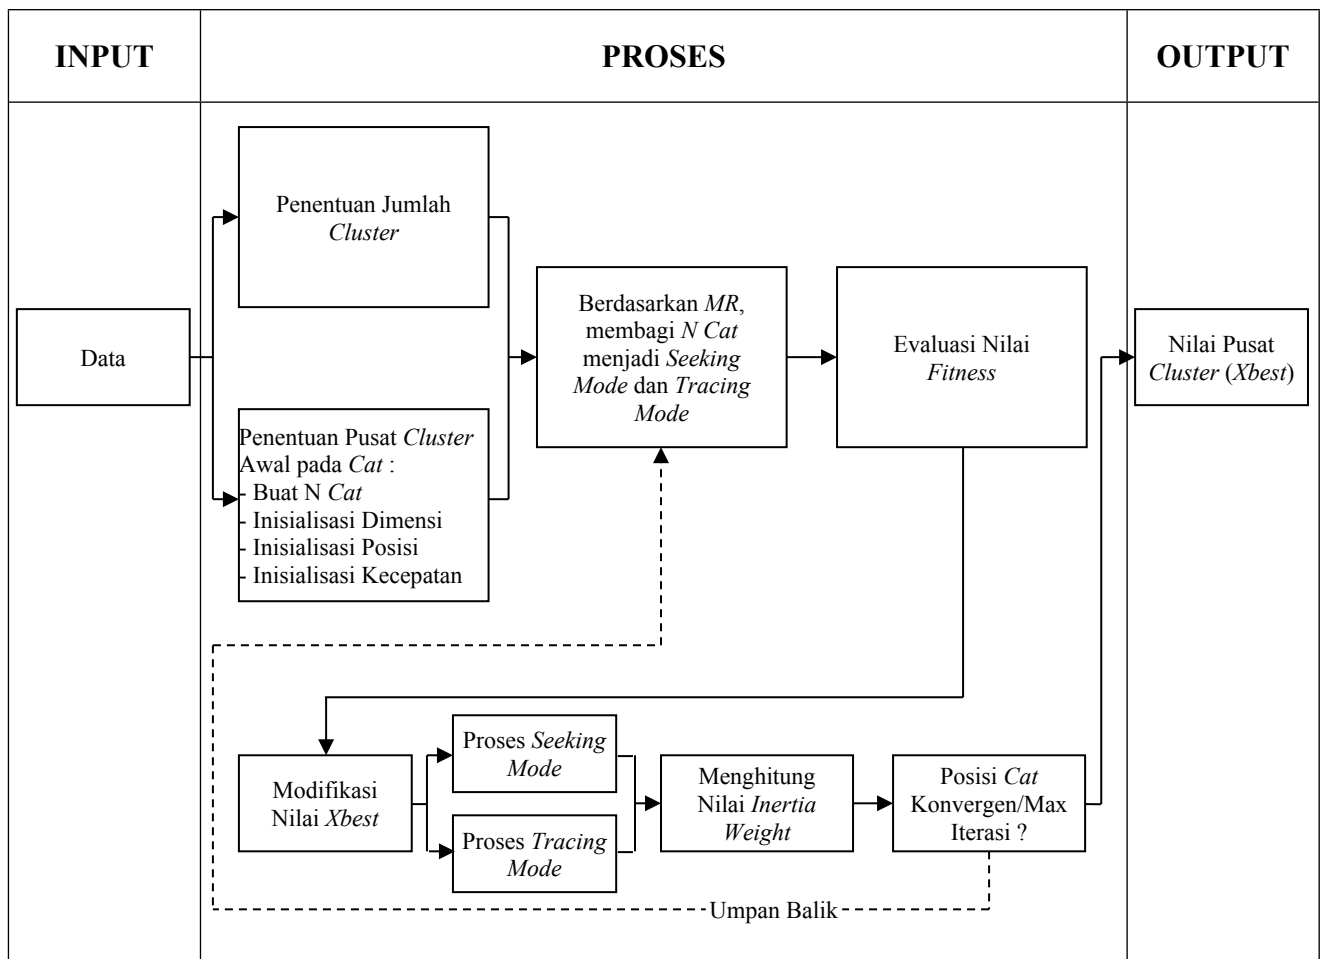 INPUT
PROSES
OUTPUT
Data
Penentuan Jumlah
Cluster
Penentuan Pusat Cluster
Awal pada Cat :
- Buat N Cat
- Inisialisasi Dimensi
- Inisialisasi Posisi
- Inisialisasi Kecepatan
Berdasarkan MR,
membagi N Cat
menjadi Seeking
Mode dan Tracing
Mode
Evaluasi Nilai
Fitness
Nilai Pusat
Cluster (Xbest)
Modifikasi
Nilai Xbest
Proses Seeking
Mode
Proses Tracing
Mode
Menghitung
Nilai Inertia
Weight
Posisi Cat
Konvergen/Max
Iterasi ?
Umpan Balik